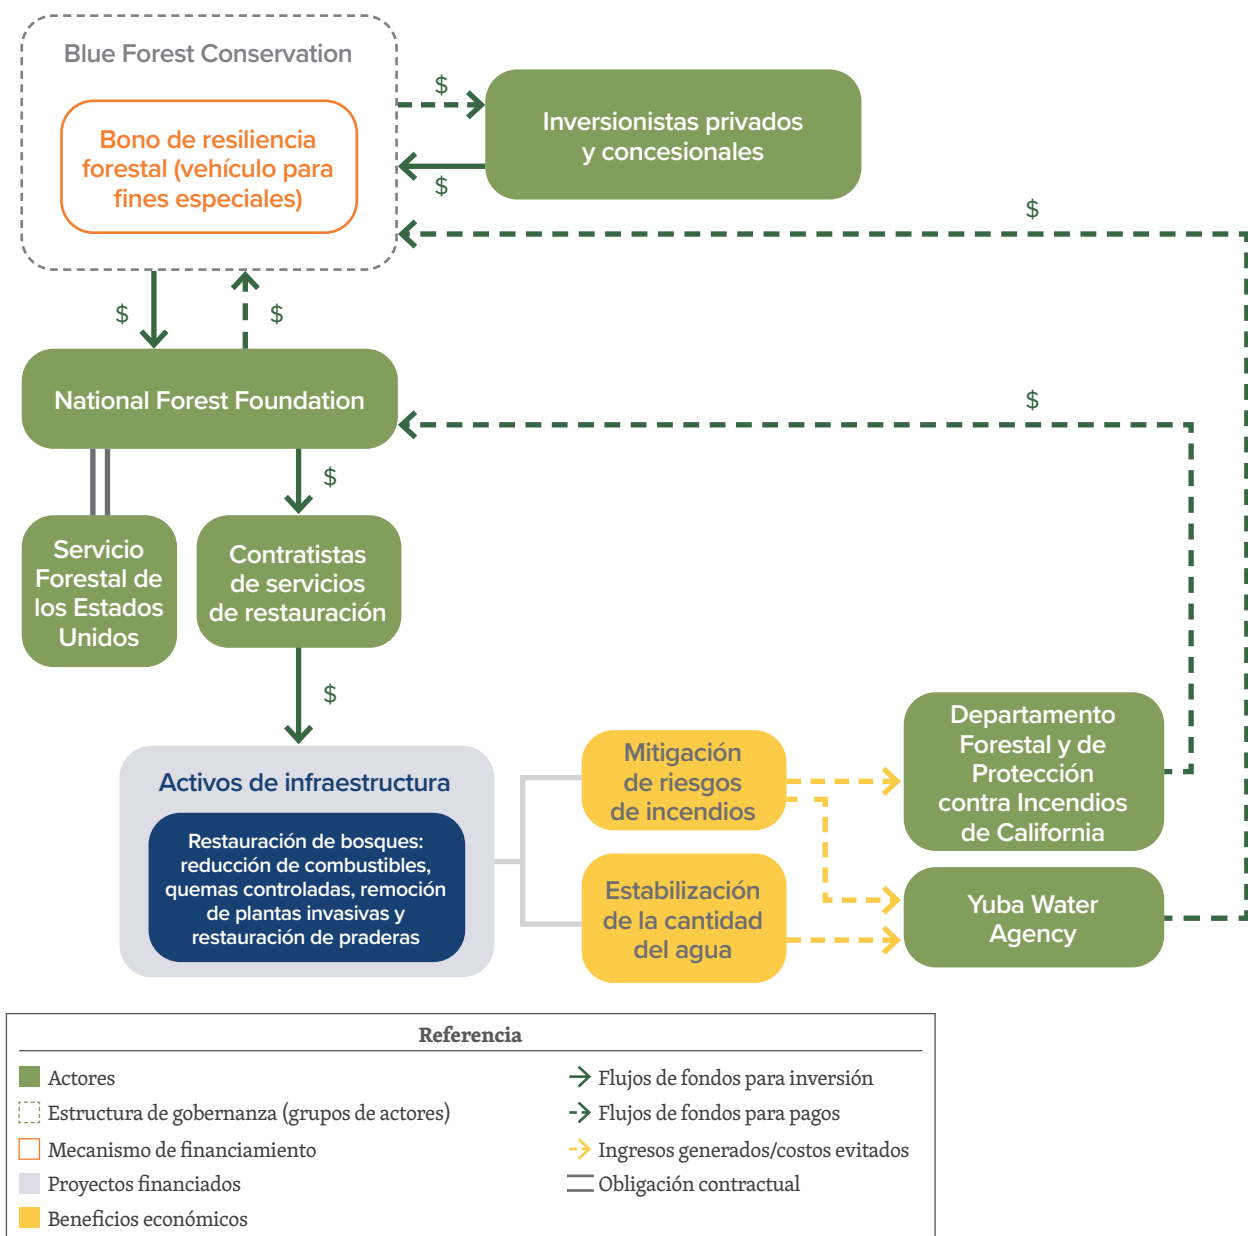 Blue Forest Conservation
Bono de resiliencia
forestal (vehículo para
fines especiales)
$
$
Inversionistas privados
y concesionales
$
$
$
National Forest Foundation
$
$
Servicio
Forestal de
los Estados
Unidos
Contratistas
de servicios
de restauración
$
Activos de infraestructura
Restauración de bosques:
reducción de combustibles,
quemas controladas, remoción
de plantas invasivas y
restauración de praderas
Mitigación
de riesgos
de incendios
Estabilización
de la cantidad
del agua
Departamento
Forestal y de
Protección
contra Incendios
de California
Yuba Water
Agency
Referencia
Actores
Estructura de gobernanza (grupos de actores)
Mecanismo de financiamiento
Proyectos financiados
Beneficios económicos
Flujos de fondos para inversión
Flujos de fondos para pagos
Ingresos generados/costos evitados
Obligación contractual